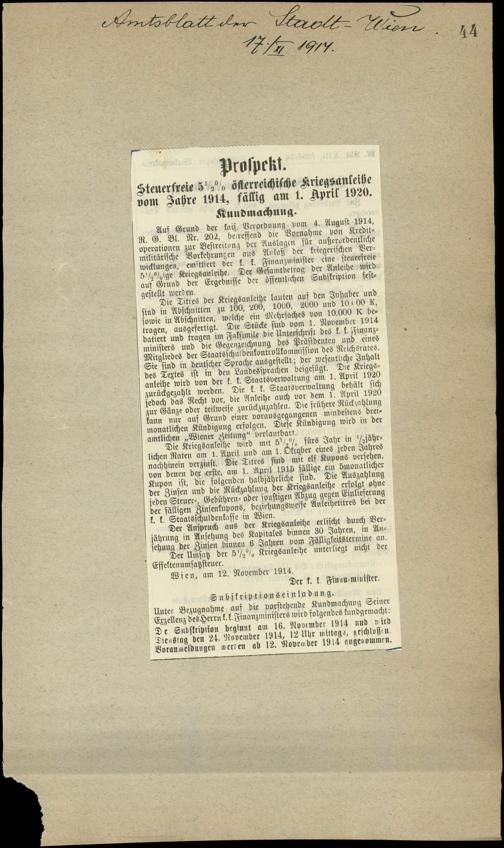 Amtsblatt der Stadt-Wien.
44
17./XI 1914.
Prospekt.
Steuerfreie 5½% österreichische Kriegsanleihe
vom Jahre 1914, fällig am 1. April 1920.
Kundmachung.
Auf Grund der kais. Verordnung vom 4. August 1914,
R. G. Bl. Nr. 202, betreffend die Vornahme von Kredit-
operationen zur Bestreitung der Auslagen für außerordentliche
militärische Vorkehrungen aus Anlaß der kriegerischen Ver-
wicklungen, emittiert der k. k. Finanzminister eine steuerfreie
5½%ige Kriegsanleihe. Der Gesamtbetrag der Anleihe wird
auf Grund der Ergebnisse der öffentlichen Subskription fest-
gestellt werden.
Die Titres der Kriegsanleihe lauten auf den Inhaber und
sind in Abschnitten zu 100, 200, 1000, 2000 und 10.000 K,
sowie in Abschnitten, welche ein Mehrfaches von 10.000 K be-
tragen, ausgefertigt. Die Stücke sind vom 1. November 1914
datiert und tragen im Faksimile die Unterschrift des k. k. Finanz-
ministers und die Gegenzeichnung des Präsidenten und eines
Mitgliedes der Staatsschuldenkontrollkommission des Reichsrates.
Sie sind in deutscher Sprache ausgestellt; der wesentliche Inhalt
des Textes ist in den Landessprachen beigefügt. Die Kriegs-
anleihe wird von der k. k. Staatsverwaltung am 1. April 1920
zurückgezahlt werden. Die k. k. Staatsverwaltung behält sich
jedoch das Recht vor, die Anleihe auch vor dem 1. April 1920
zur Gänze oder teilweise zurückzuzahlen. Die frühere Rückzahlung
kann nur auf Grund einer vorausgegangenen mindestens drei-
monatlichen Kündigung erfolgen. Diese Kündigung wird in der
amtlichen „Wiener Zeitung“ verlautbart.
Die Kriegsanleihe wird mit 5½% fürs Jahr in ½jähr-
lichen Raten am 1. April und am 1. Oktober eines jeden Jahres
nachhinein verzinst. Die Titres sind mit elf Kupons versehen,
von denen der erste, am 1. April 1915 fällige ein 5monatlicher
Kupon ist, die folgenden halbjährliche sind. Die Auszahlung
der Zinsen und die Rückzahlung der Kriegsanleihe erfolgt ohne
jeden Steuer-, Gebühren- oder sonstigen Abzug gegen Einlieferung
der fälligen Zinsenkupons, beziehungsweise Anleihetitres bei der
k. k. Staatsschuldenkasse in Wien.
Der Anspruch aus der Kriegsanleihe erlischt durch Ver-
jährung in Ansehung des Kapitales binnen 30 Jahren, in An-
sehung der Zinsen binnen 6 Jahren vom Fälligkeitstermine an.
Der Umsatz der 5½% Kriegsanleihe unterliegt nicht der
Effektenumsatzsteuer.
Wien, am 12. November 1914.
Der k. k. Finanzminister.
Subskriptionseinladung.
Unter Bezugnahme auf die vorstehende Kundmachung Seiner
Exzellenz des Herrn k. k. Finanzministers wird folgendes kundgemacht:
Die Subskription beginnt am 16. November 1914 und wird
Dienstag den 24. November 1914, 12 Uhr mittags, geschlossen.
Voranmeldungen werden ab 12. November 1914 angenommen.